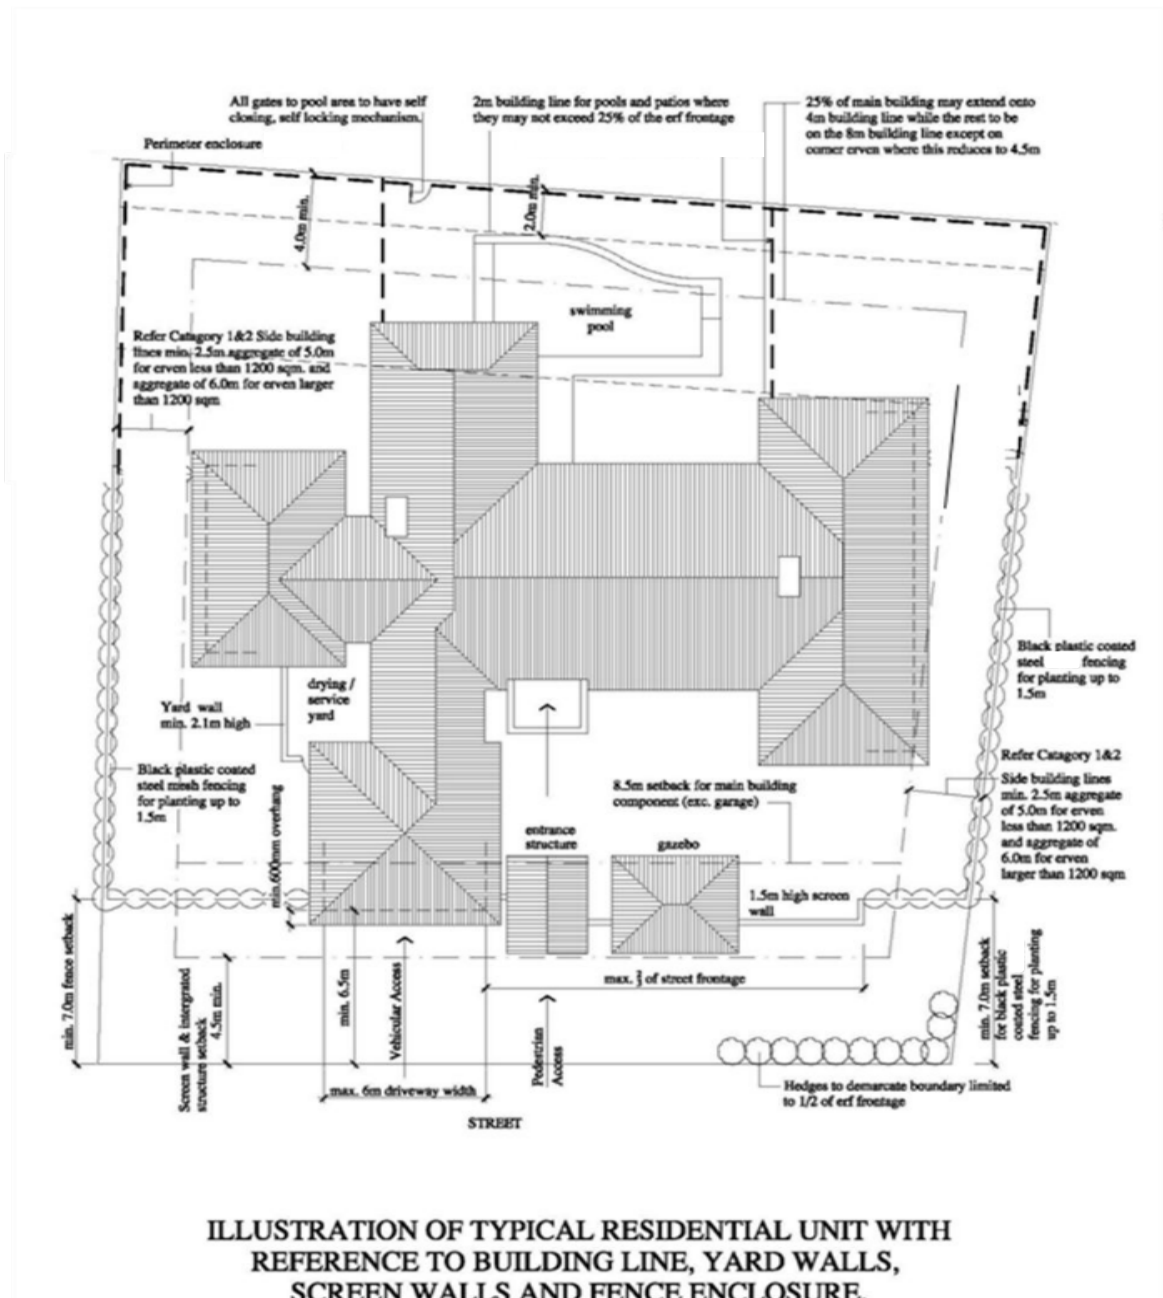 All gates to pool area to have self
closing, self locking mechanism.
2m building line for pools and patios where
they may not exceed 25% of the erf frontage
25% of main building may extend onto
4m building line while the rest to be
on the 8m building line except on
corner erven where this reduces to 4.5m
Perimeter enclosure
4.0m min.
2.0m min.
swimming
pool
Refer Catagory 1&2 Side building
lines min. 2.5m aggregate of 5.0m
for erven less than 1200 sqm. and
aggregate of 6.0m for erven larger
than 1200 sqm
Black plastic coated
steel fencing
for planting up to
1.5m
drying /
service
yard
Yard wall
min. 2.1m high
Black plastic coated
steel mesh fencing
for planting up to
1.5m
min.600mm overhang
8.5m setback for main building
component (exc. garage)
Refer Catagory 1&2
Side building lines
min. 2.5m aggregate
of 5.0m for erven
less than 1200 sqm.
and aggregate of
6.0m for erven
larger than 1200 sqm
entrance
structure
gazebo
1.5m high screen
wall
min. 7.0m fence setback
Screen wall & intergrated
structure setback
4.5m min.
min. 6.5m
Vehicular Access
max. 2/3 of street frontage
Pedestrian
Access
min. 7.0m setback
for black plastic
coated steel
fencing for planting
up to 1.5m
max. 6m driveway width
Hedges to demarcate boundary limited
to 1/2 of erf frontage
STREET
ILLUSTRATION OF TYPICAL RESIDENTIAL UNIT WITH
REFERENCE TO BUILDING LINE, YARD WALLS,
SCREEN WALLS AND FENCE ENCLOSURE.